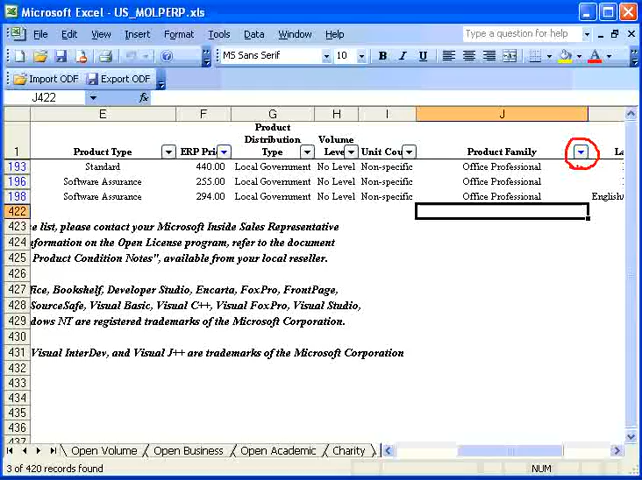 Microsoft Excel - US_MOLPERP.xls
File Edit View Insert Format Tools Data Window Type a question for help
MS Sans Serif 10 B I U
Import ODF Export ODF
J422 fx
E F G H I J
1 Product Type ERP Pri Product Distribution Type Volume Leve Unit Cou Product Family La
193 Standard 440.00 Local Government No Level Non-specific Office Professional
196 Software Assurance 255.00 Local Government No Level Non-specific Office Professional
198 Software Assurance 294.00 Local Government No Level Non-specific Office Professional English/
422
423 e list, please contact your Microsoft Inside Sales Representative
424 nformation on the Open License program, refer to the document
425 Product Condition Notes", available from your local reseller.
426
427 fice, Bookshelf, Developer Studio, Encarta, FoxPro, FrontPage,
428 SourceSafe, Visual Basic, Visual C++, Visual FoxPro, Visual Studio,
429 dows NT are registered trademarks of the Microsoft Corporation.
430
431 Visual InterDev, and Visual J++ are trademarks of the Microsoft Corporation
432
433
434
435
436
437
Open Volume Open Business Open Academic Charity
3 of 420 records found NUM